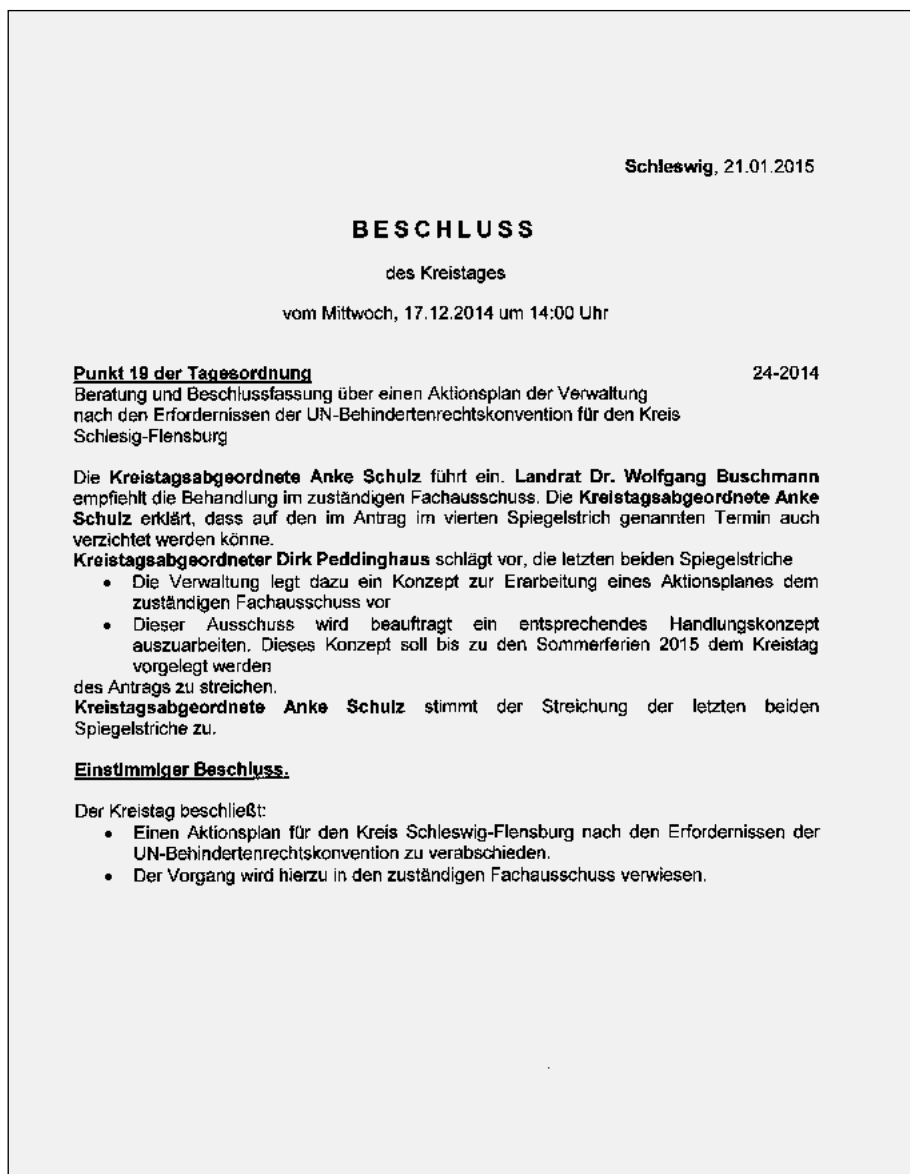 Schleswig, 21.01.2015
BESCHLUSS
des Kreistages
vom Mittwoch, 17.12.2014 um 14:00 Uhr
Punkt 19 der Tagesordnung 24-2014
Beratung und Beschlussfassung über einen Aktionsplan der Verwaltung
nach den Erfordernissen der UN-Behindertenrechtskonvention für den Kreis
Schlesig-Flensburg
Die Kreistagsabgeordnete Anke Schulz führt ein. Landrat Dr. Wolfgang Buschmann
empfiehlt die Behandlung im zuständigen Fachausschuss. Die Kreistagsabgeordnete Anke
Schulz erklärt, dass auf den im Antrag im vierten Spiegelstrich genannten Termin auch
verzichtet werden könne.
Kreistagsabgeordneter Dirk Peddinghaus schlägt vor, die letzten beiden Spiegelstriche
• Die Verwaltung legt dazu ein Konzept zur Erarbeitung eines Aktionsplanes dem
zuständigen Fachausschuss vor
• Dieser Ausschuss wird beauftragt ein entsprechendes Handlungskonzept
auszuarbeiten. Dieses Konzept soll bis zu den Sommerferien 2015 dem Kreistag
vorgelegt werden
des Antrags zu streichen.
Kreistagsabgeordnete Anke Schulz stimmt der Streichung der letzten beiden
Spiegelstriche zu.
Einstimmiger Beschluss.
Der Kreistag beschließt:
• Einen Aktionsplan für den Kreis Schleswig-Flensburg nach den Erfordernissen der
UN-Behindertenrechtskonvention zu verabschieden.
• Der Vorgang wird hierzu in den zuständigen Fachausschuss verwiesen.